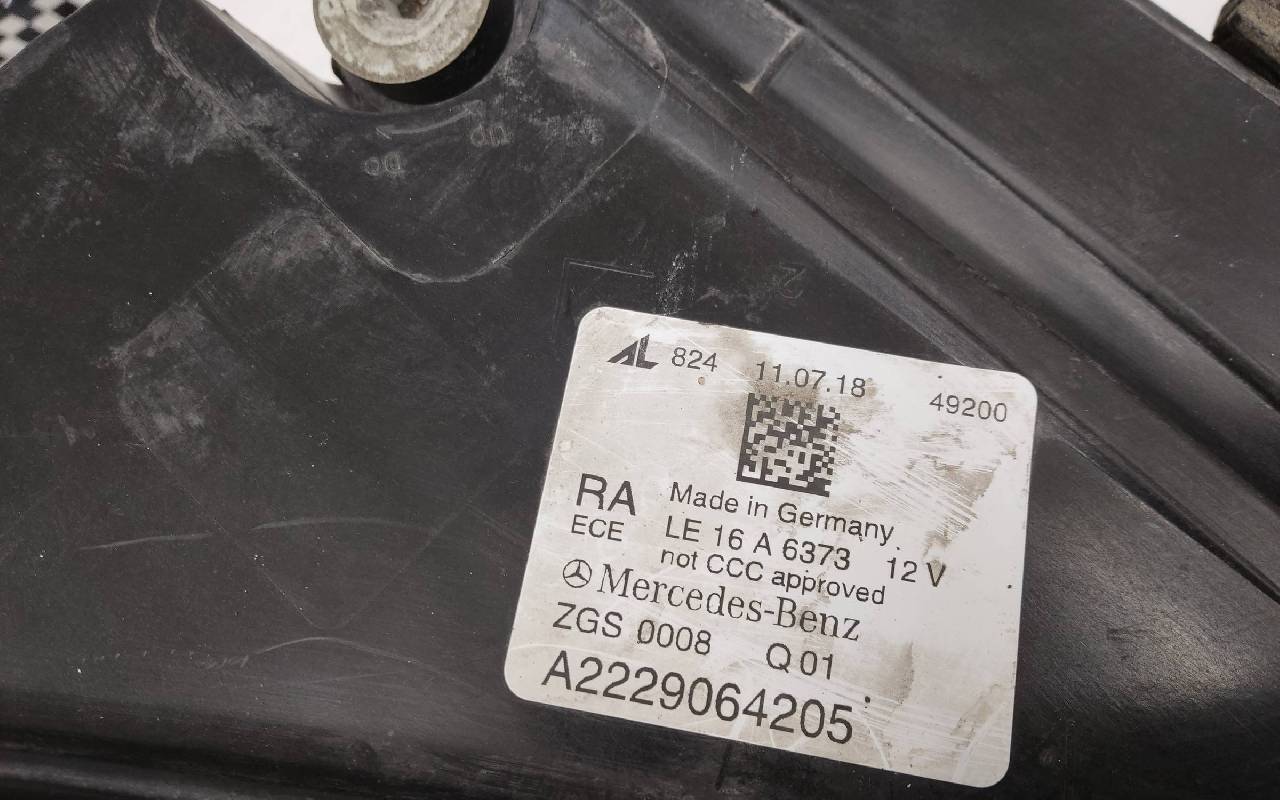 AL 824 11.07.18 49200
RA Made in Germany
ECE LE 16 A 6373 12 V
not CCC approved
Mercedes-Benz
ZGS 0008 Q 01
A2229064205